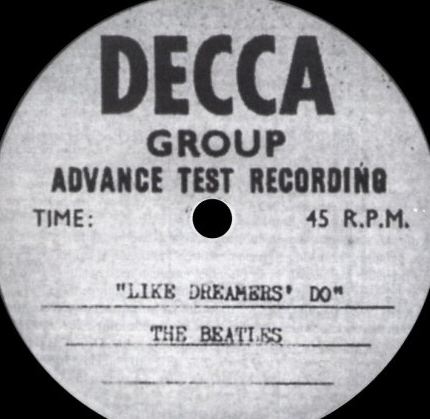 DECCA
GROUP
ADVANCE TEST RECORDING
TIME: 45 R.P.M.
"LIKE DREAMERS' DO"
THE BEATLES